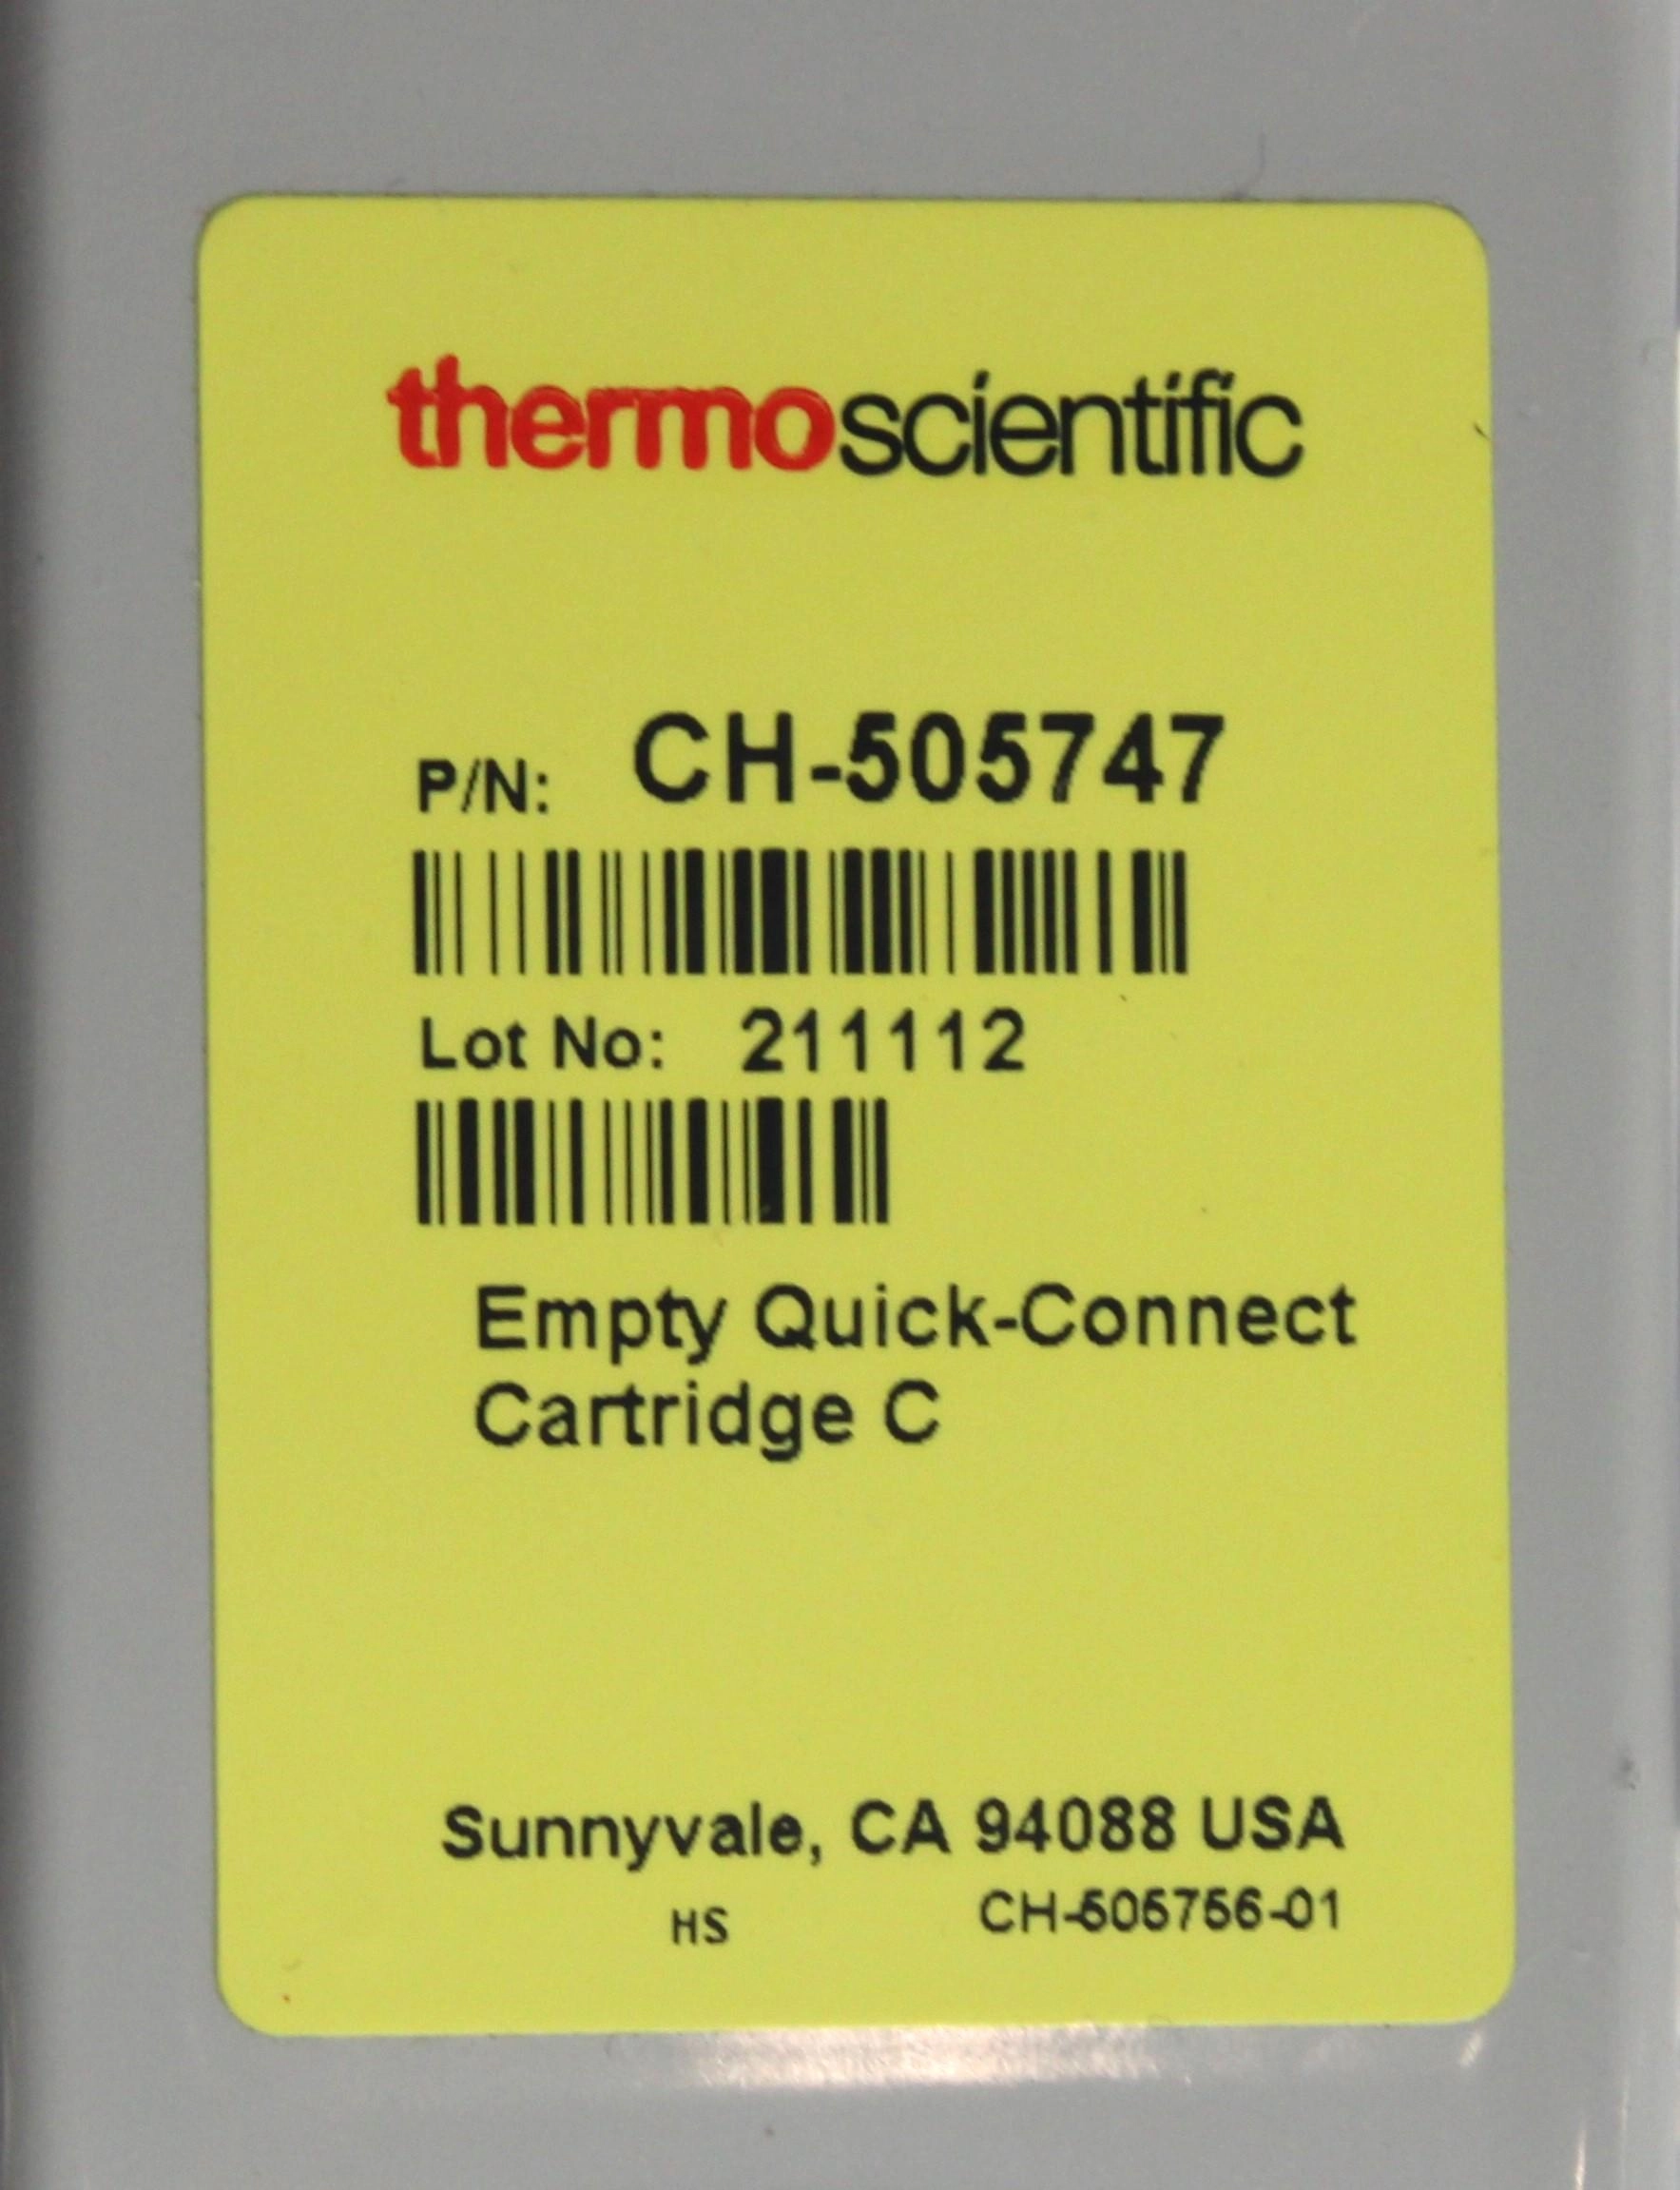 thermoscientific
P/N: CH-505747
Lot No: 211112
Empty Quick-Connect
Cartridge C
Sunnyvale, CA 94088 USA
HS CH-505756-01